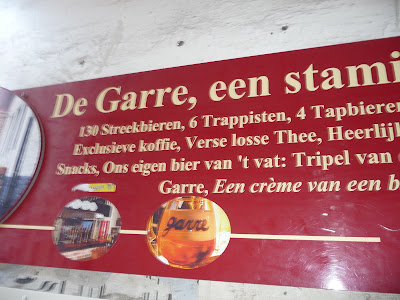 De Garre, een stami
130 Streekbieren, 6 Trappisten, 4 Tapbieren
Exclusieve koffie, Verse losse Thee, Heerlijk
Snacks, Ons eigen bier van 't vat: Tripel van
Garre, Een crème van een b
garre